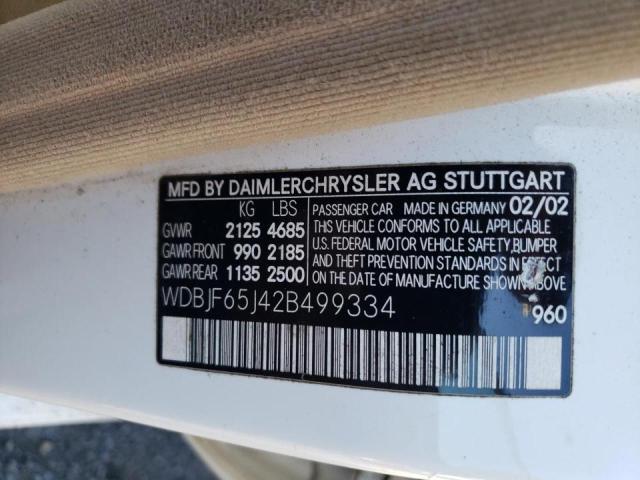 MFD BY DAIMLERCHRYSLER AG STUTTGART
KG LBS
GVWR 2125 4685
GAWR FRONT 990 2185
GAWR REAR 1135 2500
PASSENGER CAR MADE IN GERMANY 02/02
THIS VEHICLE CONFORMS TO ALL APPLICABLE
U.S. FEDERAL MOTOR VEHICLE SAFETY, BUMPER
AND THEFT PREVENTION STANDARDS IN EFFECT
ON THE DATE OF MANUFACTURE SHOWN ABOVE.
WDBJF65J42B499334
960